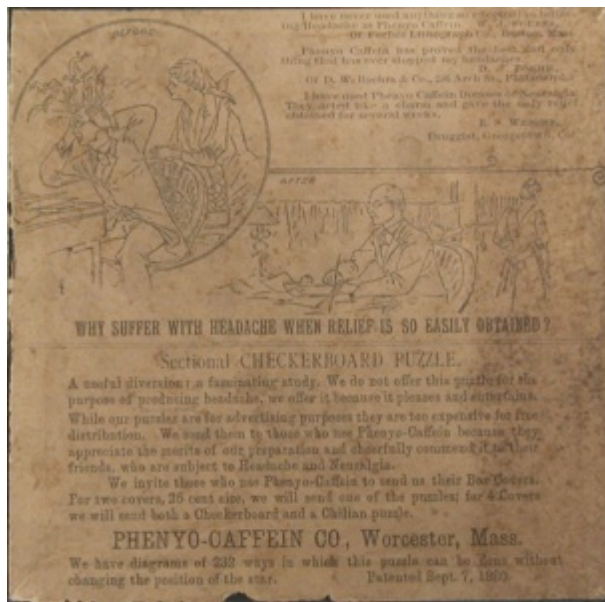 BEFORE.
I have never used anything so effective in relieving Headache as Phenyo Caffein. W. J.
Of Forbes Lithograph Co., Boston, Mass.
Phenyo Caffein has proved the best and only
thing that has ever stopped my headaches.
Of D. W. & Co., Arch St., Philadelphia
I have used Phenyo Caffein Neuralgia
They acted like a charm and gave the only relief
obtained for several weeks.
E. S.
Druggist, Georgetown, Col
AFTER
WHY SUFFER WITH HEADACHE WHEN RELIEF IS SO EASILY OBTAINED?
Sectional CHECKERBOARD PUZZLE.
A useful diversion; a fascinating study. We do not offer this puzzle for the
purpose of producing headache, we offer it because it pleases and entertains.
While our puzzles are for advertising purposes they are too expensive for free
distribution. We send them to those who use Phenyo-Caffein because they
appreciate the merits of our preparation and cheerfully commend it to their
friends, who are subject to Headache and Neuralgia.
We invite those who use Phenyo-Caffein to send us their Box Covers.
For two covers, 25 cent size, we will send one of the puzzles; for 4 Covers
we will send both a Checkerboard and a Chilian puzzle.
PHENYO-CAFFEIN CO., Worcester, Mass.
We have diagrams of 232 ways in which this puzzle can be done without
changing the position of the star. Patented Sept. 7, 1880.